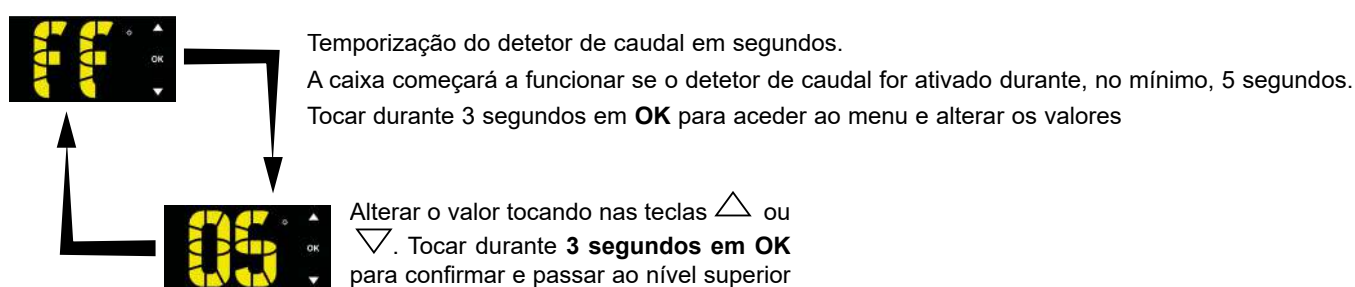 FF
OK
Temporização do detetor de caudal em segundos.
A caixa começará a funcionar se o detetor de caudal for ativado durante, no mínimo, 5 segundos.
Tocar durante 3 segundos em OK para aceder ao menu e alterar os valores
05
OK
Alterar o valor tocando nas teclas △ ou
▽. Tocar durante 3 segundos em OK
para confirmar e passar ao nível superior